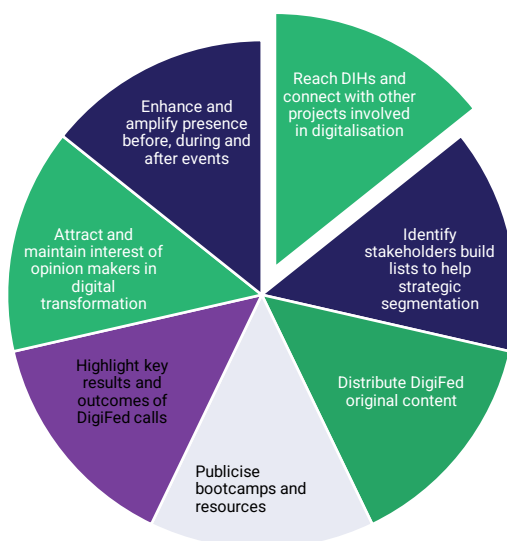 Reach DIHs and
connect with other
projects involved
in digitalisation
Identify
stakeholders build
lists to help
strategic
segmentation
Distribute DigiFed
original content
Publicise
bootcamps and
resources
Highlight key
results and
outcomes of
DigiFed calls
Attract and
maintain interest of
opinion makers in
digital
transformation
Enhance and
amplify presence
before, during and
after events